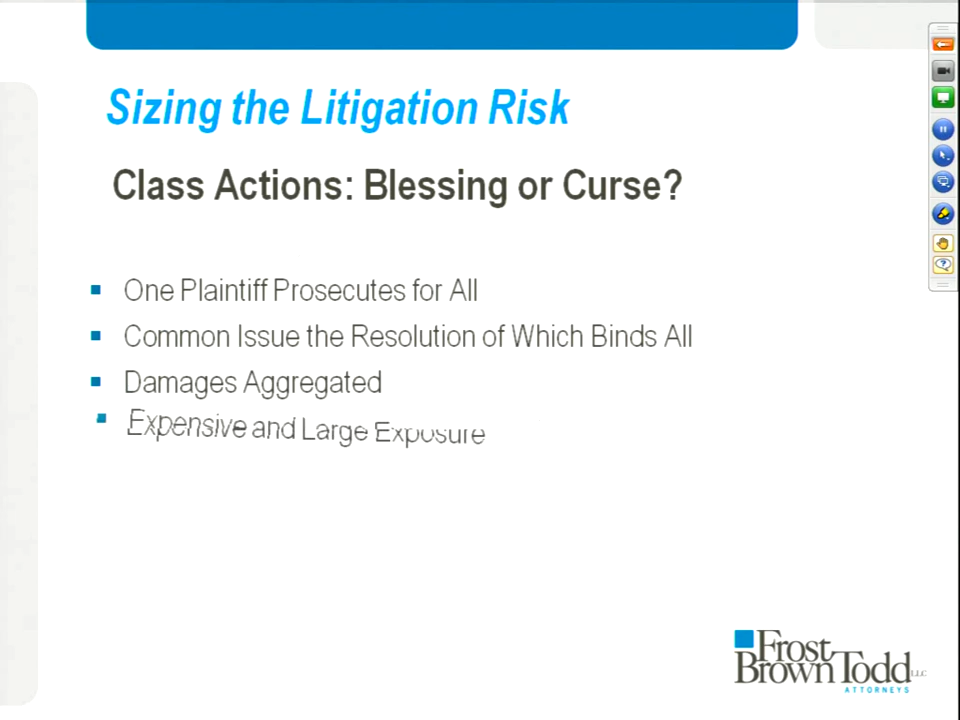 Sizing the Litigation Risk
Class Actions: Blessing or Curse?
▪ One Plaintiff Prosecutes for All
▪ Common Issue the Resolution of Which Binds All
▪ Damages Aggregated
▪ Expensive and Large Exposure
Frost
Brown Todd LLC
ATTORNEYS